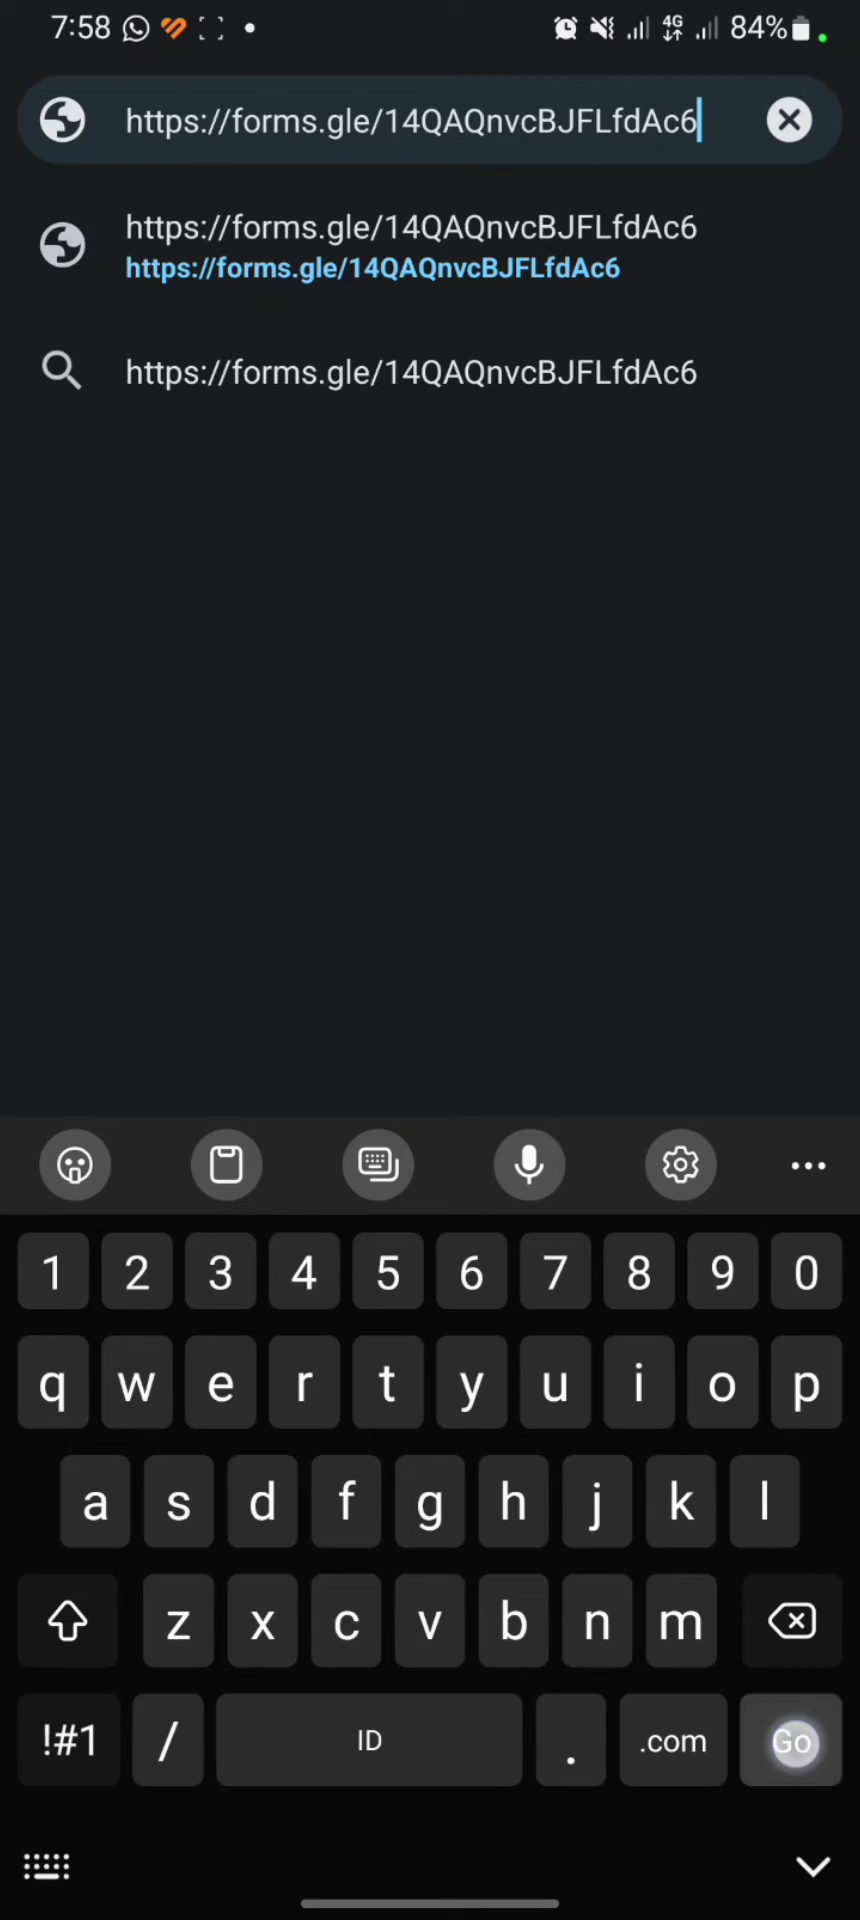 7:58 4G 84%
https://forms.gle/14QAQnvcBJFLfdAc6
https://forms.gle/14QAQnvcBJFLfdAc6
https://forms.gle/14QAQnvcBJFLfdAc6
https://forms.gle/14QAQnvcBJFLfdAc6
1 2 3 4 5 6 7 8 9 0
q w e r t y u i o p
a s d f g h j k l
z x c v b n m
!#1 / ID . .com Go